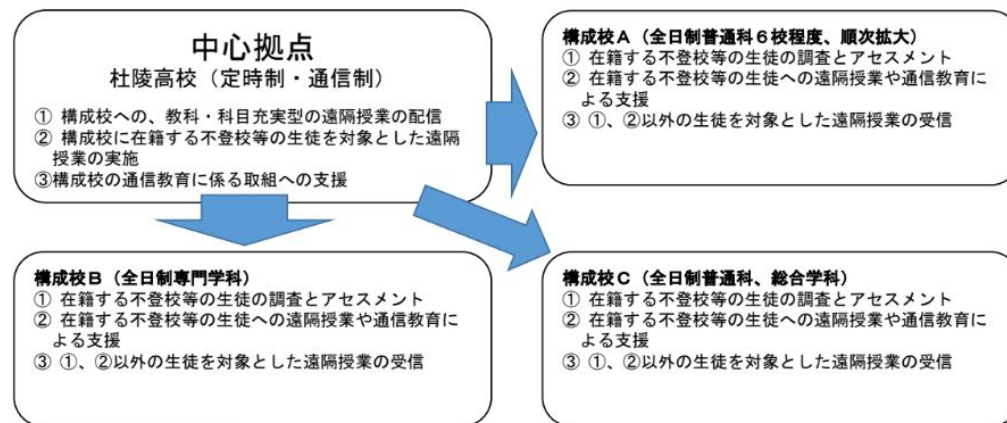 中心拠点
杜陵高校（定時制・通信制）
① 構成校への、教科・科目充実型の遠隔授業の配信
② 構成校に在籍する不登校等の生徒を対象とした遠隔
授業の実施
③構成校の通信教育に係る取組への支援
構成校Ａ（全日制普通科６校程度、順次拡大）
① 在籍する不登校等の生徒の調査とアセスメント
② 在籍する不登校等の生徒への遠隔授業や通信教育に
よる支援
③ ①、②以外の生徒を対象とした遠隔授業の受信
構成校Ｂ（全日制専門学科）
① 在籍する不登校等の生徒の調査とアセスメント
② 在籍する不登校等の生徒への遠隔授業や通信教育に
よる支援
③ ①、②以外の生徒を対象とした遠隔授業の受信
構成校Ｃ（全日制普通科、総合学科）
① 在籍する不登校等の生徒の調査とアセスメント
② 在籍する不登校等の生徒への遠隔授業や通信教育に
よる支援
③ ①、②以外の生徒を対象とした遠隔授業の受信